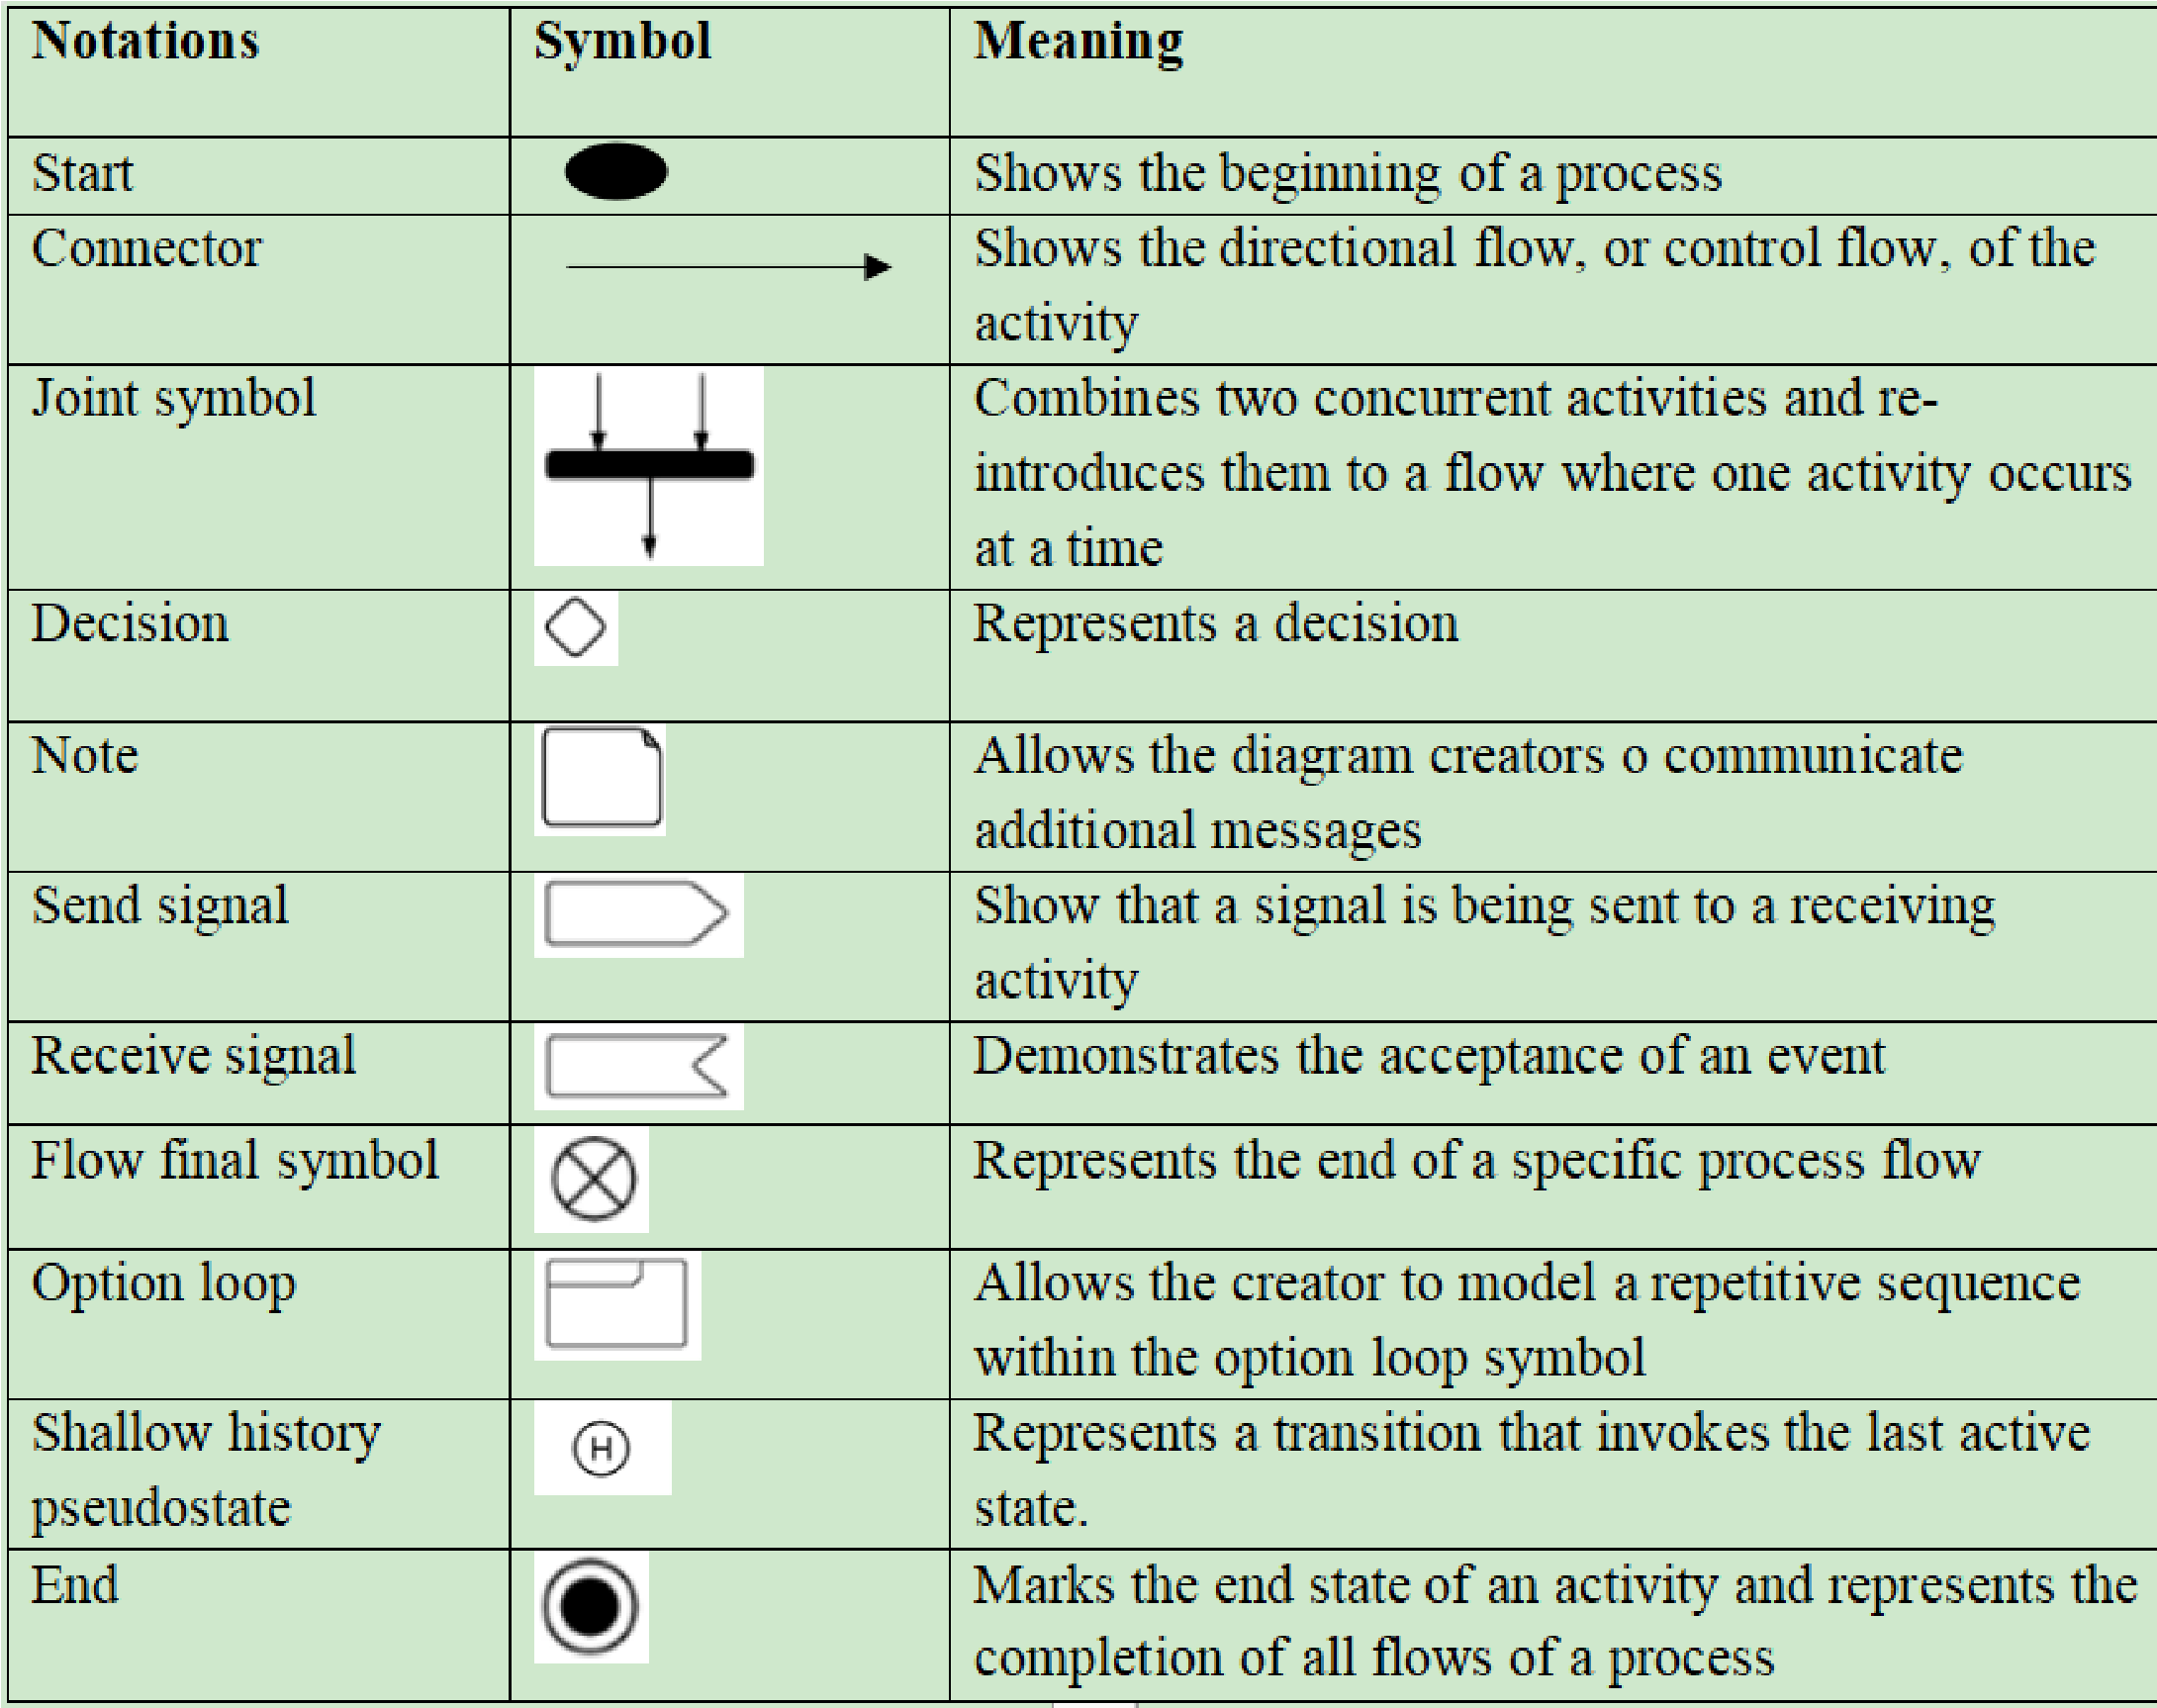 Notations Symbol Meaning
Start Shows the beginning of a process
Connector Shows the directional flow, or control flow, of the
activity
Joint symbol Combines two concurrent activities and re-
introduces them to a flow where one activity occurs
at a time
Decision Represents a decision
Note Allows the diagram creators o communicate
additional messages
Send signal Show that a signal is being sent to a receiving
activity
Receive signal Demonstrates the acceptance of an event
Flow final symbol Represents the end of a specific process flow
Option loop Allows the creator to model a repetitive sequence
within the option loop symbol
Shallow history H Represents a transition that invokes the last active
pseudostate state.
End Marks the end state of an activity and represents the
completion of all flows of a process